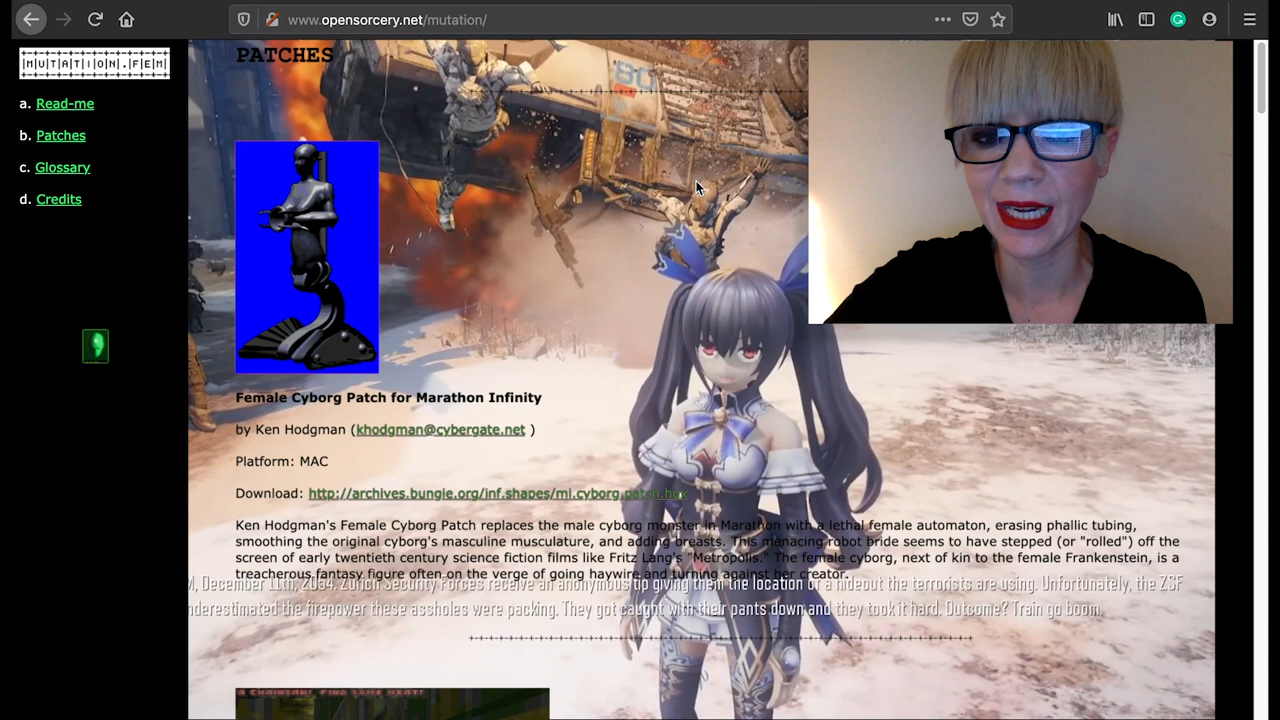 www.opensorcery.net/mutation/
|M|U|T|A|T|I|O|N|.|F|E|M|
a. Read-me
b. Patches
c. Glossary
d. Credits
PATCHES
Female Cyborg Patch for Marathon Infinity
by Ken Hodgman (khodgman@cybergate.net )
Platform: MAC
Download: http://archives.bungie.org/inf.shapes/mi.cyborg.patch.hqx
Ken Hodgman's Female Cyborg Patch replaces the male cyborg monster in Marathon with a lethal female automaton, erasing phallic tubing,
smoothing the original cyborg's masculine musculature, and adding breasts. This menacing robot bride seems to have stepped (or "rolled") off the
screen of early twentieth century science fiction films like Fritz Lang's "Metropolis." The female cyborg, next of kin to the female Frankenstein, is a
treacherous fantasy figure often on the verge of going haywire and turning against her creator.
M, December 11th, 2064, Zurich Security Forces receive an anonymous tip giving them the location of a hideout the terrorists are using. Unfortunately, the ZSF
nderestimated the firepower these assholes were packing. They got caught with their pants down and they took it hard. Outcome? Train go boom.
A CHAINSAW! FIND SOME MEAT!